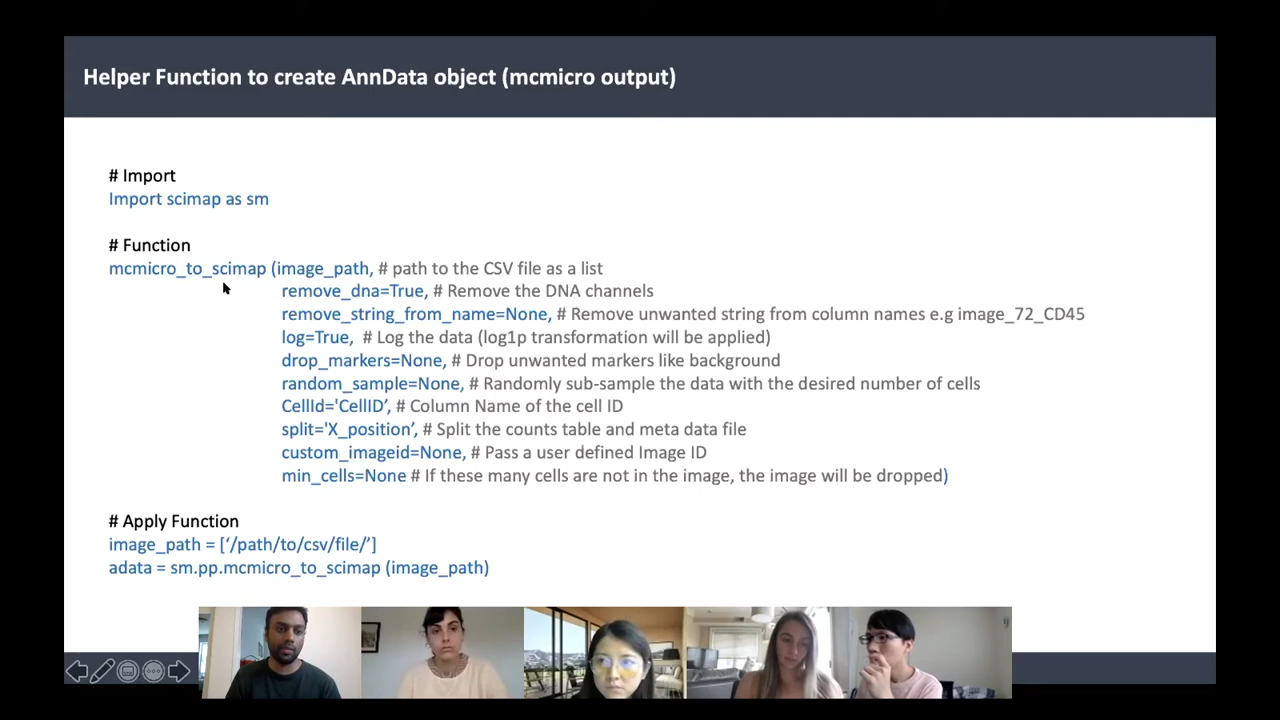 Helper Function to create AnnData object (mcmicro output)
# Import
Import scimap as sm
# Function
mcmicro_to_scimap (image_path, # path to the CSV file as a list
remove_dna=True, # Remove the DNA channels
remove_string_from_name=None, # Remove unwanted string from column names e.g image_72_CD45
log=True, # Log the data (log1p transformation will be applied)
drop_markers=None, # Drop unwanted markers like background
random_sample=None, # Randomly sub-sample the data with the desired number of cells
CellId='CellID’, # Column Name of the cell ID
split='X_position’, # Split the counts table and meta data file
custom_imageid=None, # Pass a user defined Image ID
min_cells=None # If these many cells are not in the image, the image will be dropped)
# Apply Function
image_path = [‘/path/to/csv/file/’]
adata = sm.pp.mcmicro_to_scimap (image_path)